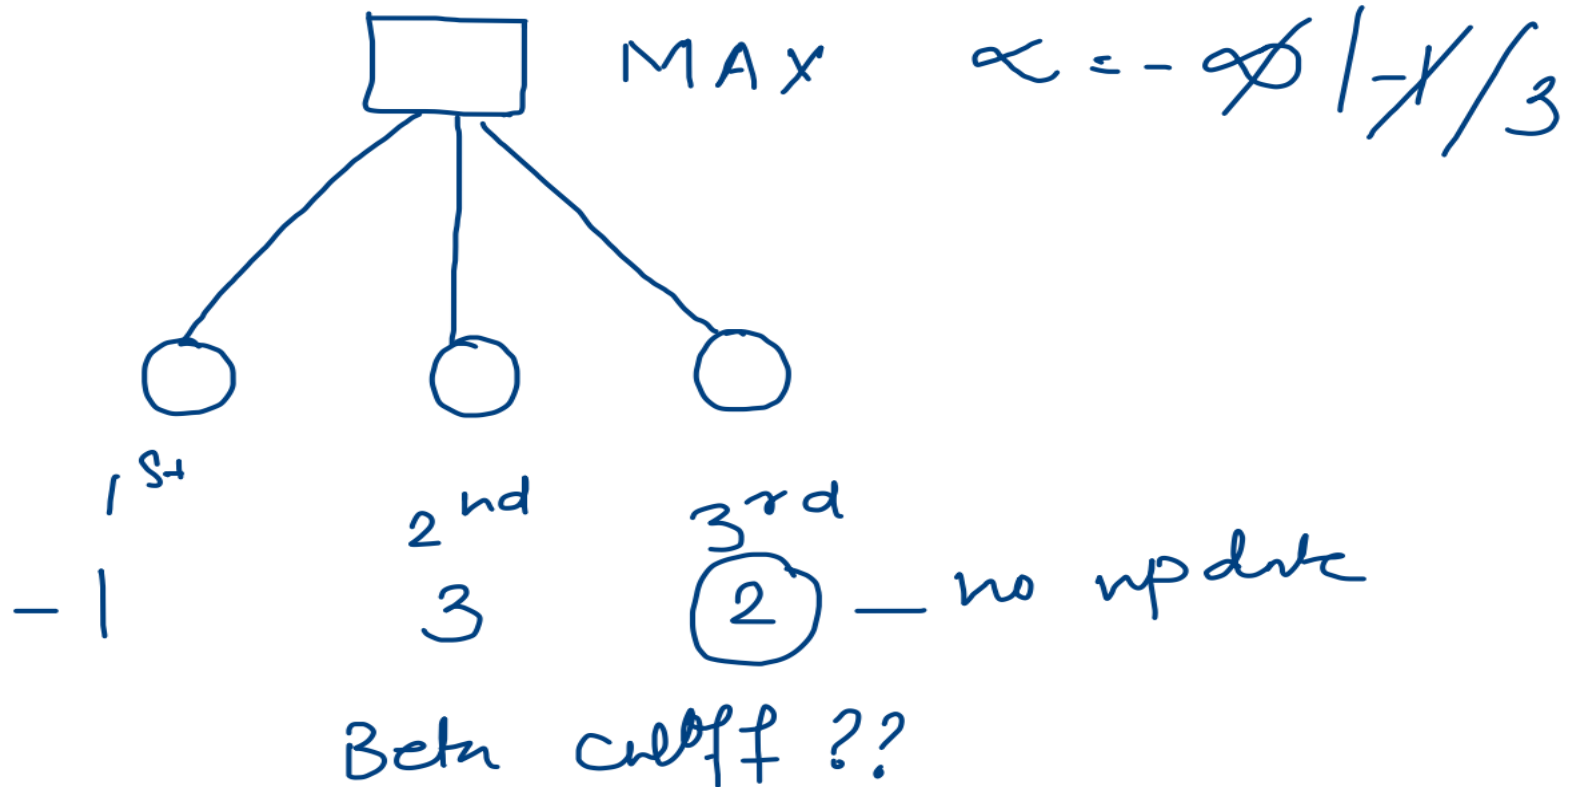 MAX α = - ∞ / -1 / 3
1st 2nd 3rd
-1 3 2 — no update
Beta cutoff ??